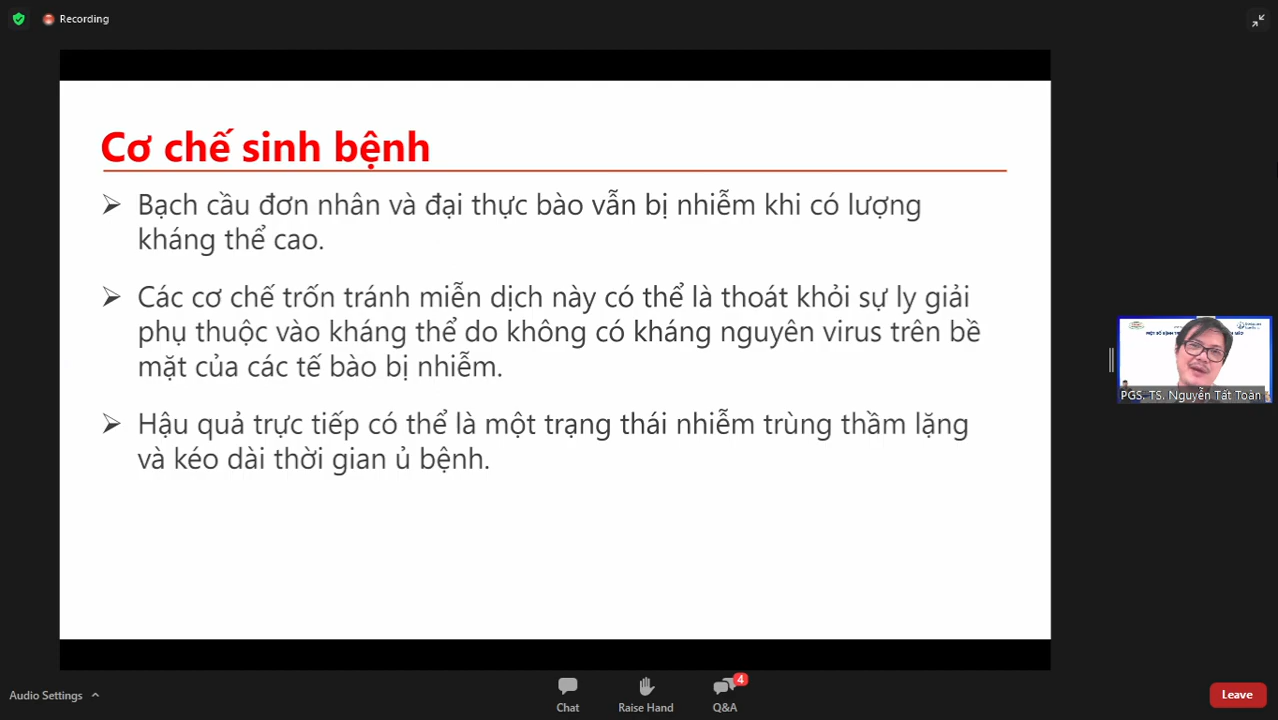 Recording
Cơ chế sinh bệnh
Bạch cầu đơn nhân và đại thực bào vẫn bị nhiễm khi có lượng
kháng thể cao.
Các cơ chế trốn tránh miễn dịch này có thể là thoát khỏi sự ly giải
phụ thuộc vào kháng thể do không có kháng nguyên virus trên bề
mặt của các tế bào bị nhiễm.
Hậu quả trực tiếp có thể là một trạng thái nhiễm trùng thầm lặng
và kéo dài thời gian ủ bệnh.
PGS. TS. Nguyễn Tất Toàn
Audio Settings
Chat
Raise Hand
4
Q&A
Leave